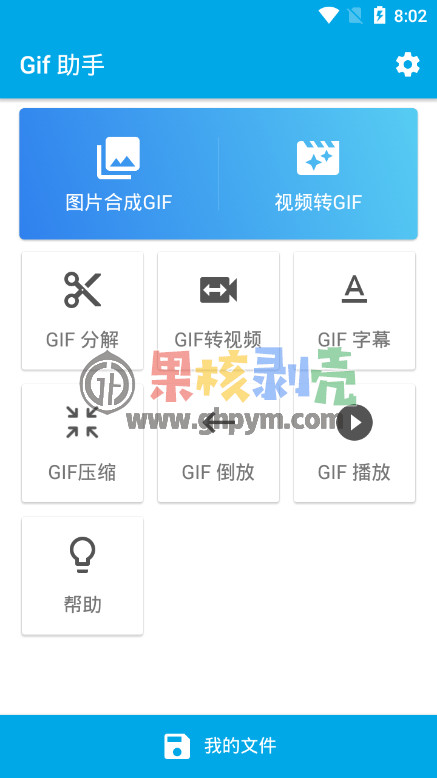 8:02
Gif 助手
图片合成GIF
视频转GIF
GIF 分解
GIF转视频
GIF 字幕
果核剥壳
www.ghpym.com
GIF压缩
GIF 倒放
GIF 播放
帮助
我的文件